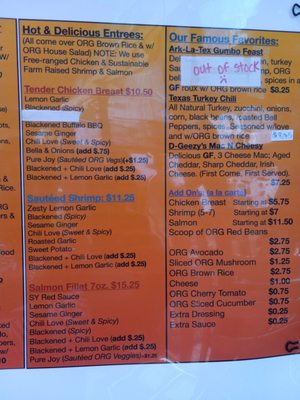 Hot & Delicious Entrees:
(All come over ORG Brown Rice & w/
ORG House Salad) NOTE: We use
Free-ranged Chicken & Sustainable
Farm Raised Shrimp & Salmon
Tender Chicken Breast $10.50
Lemon Garlic
Blackened (Spicy)
Blackened Buffalo BBQ
Sesame Ginger
Chili Love (Sweet & Spicy)
Bella & Onions (add $.75)
Pure Joy (Sautéed ORG Veggies)(+$1.25)
Blackened + Chili Love (add $.25)
Blackened + Lemon Garlic (add $.25)
Sautéed Shrimp: $11.25
Zesty Lemon Garlic
Blackened (Spicy)
Sesame Ginger
Chili Love (Sweet & Spicy)
Roasted Garlic
Sweet Potato
Blackened + Chili Love (add $.25)
Blackened + Lemon Garlic (add $.25)
Salmon Fillet 7oz. $15.25
SY Red Sauce
Lemon Garlic
Sesame Ginger
Chili Love (Sweet & Spicy)
Blackened (Spicy)
Blackened + Chili Love (add $.25)
Blackened + Lemon Garlic (add $.25)
Pure Joy (Sautéed ORG Veggies)+$1.25
Our Famous Favorites:
Ark-La-Tex Gumbo Feast
turkey
out of stock
spices in a
GF roux w/ ORG brown rice $8.25
Texas Turkey Chili
All Natural Turkey, zucchini, onions,
corn, black beans, roasted Bell
Peppers, spices. Seasoned w/love
and w/ORG brown rice
D-Geezy's Mac N Cheesy
Delicious GF, 3 Cheese Mac; Aged
Cheddar, Sharp Cheddar, Irish
Cheese. (First Come, First Served).
$7.25
Add On's: (a la carte)
Chicken Breast Starting at $5.75
Shrimp (5-7) Starting at $7
Salmon Starting at $11.50
Scoop of ORG Red Beans
$2.75
ORG Avocado $2.75
Sliced ORG Mushroom $1.25
ORG Brown Rice $2.75
Cheese $1.00
ORG Cherry Tomato $0.75
ORG Sliced Cucumber $0.75
Extra Dressing $0.25
Extra Sauce $0.25